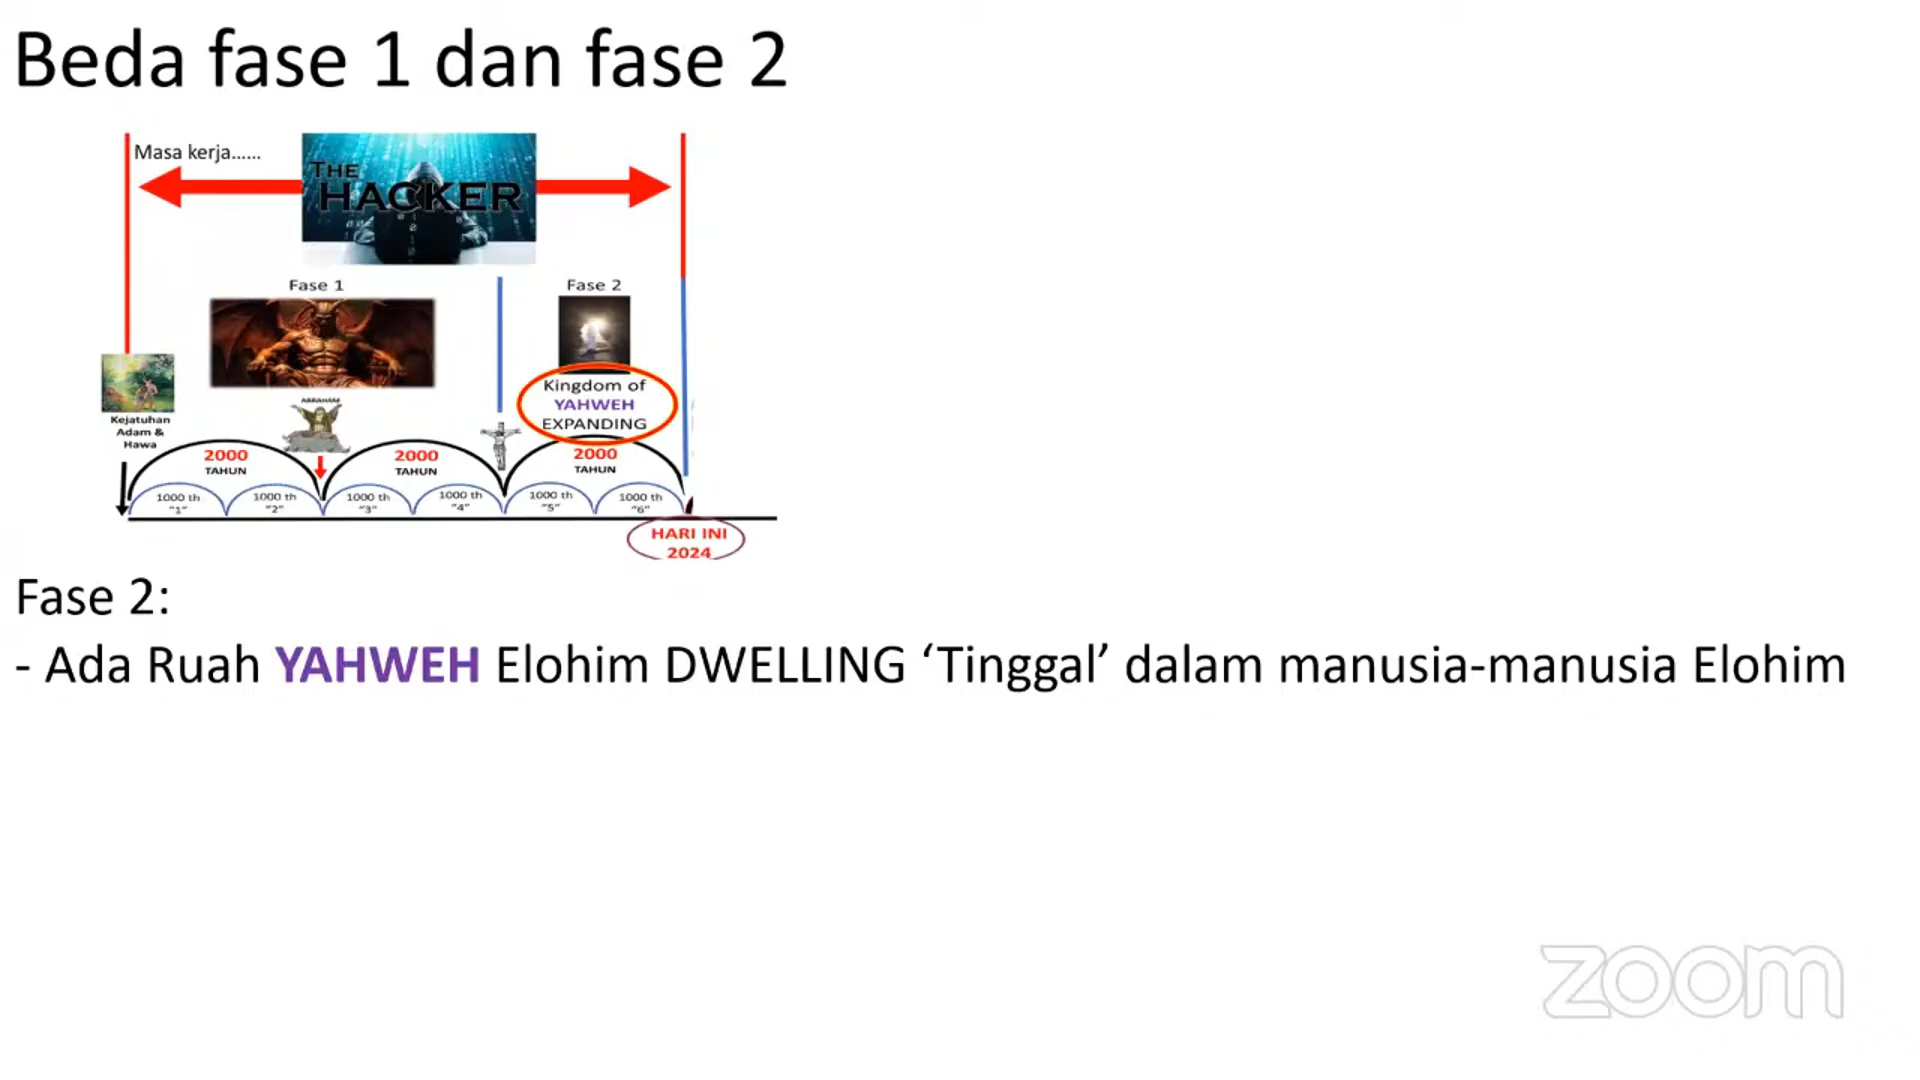 Beda fase 1 dan fase 2
Masa kerja......
THE
HACKER
Fase 1
Fase 2
Kingdom of
YAHWEH
EXPANDING
ABRAHAM
Kejatuhan
Adam &
Hawa
2000
TAHUN
2000
TAHUN
2000
TAHUN
1000 th
"1"
1000 th
"2"
1000 th
"3"
1000 th
"4"
1000 th
"5"
1000 th
"6"
HARI INI
2024
Fase 2:
- Ada Ruah YAHWEH Elohim DWELLING ‘Tinggal’ dalam manusia-manusia Elohim
zoom